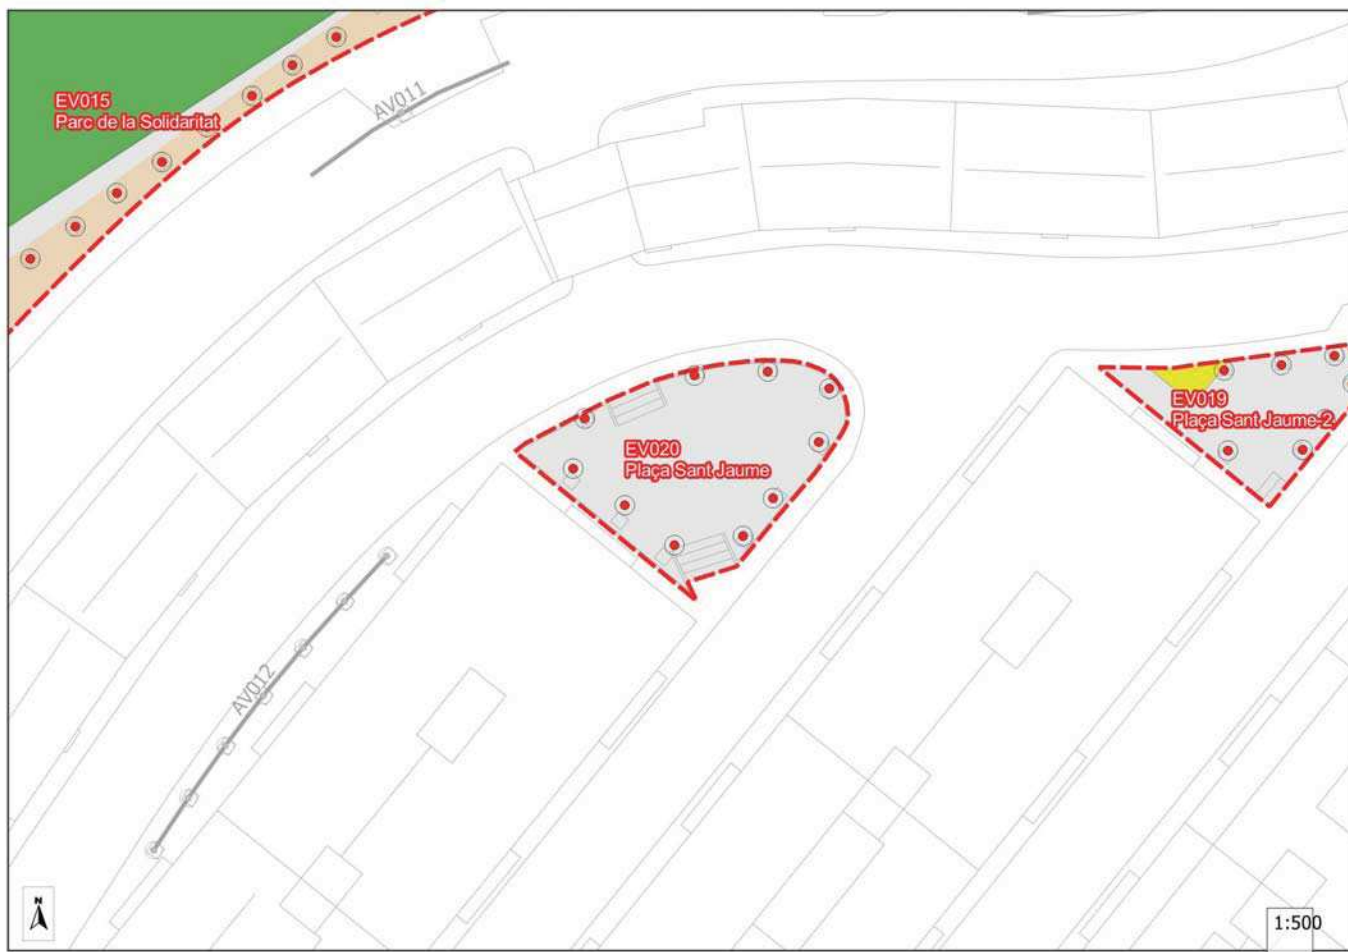 EV015
Parc de la Solidaritat
AV011
EV019
Plaça Sant Jaume-2
EV020
Plaça Sant Jaume
AV012
N
1:500